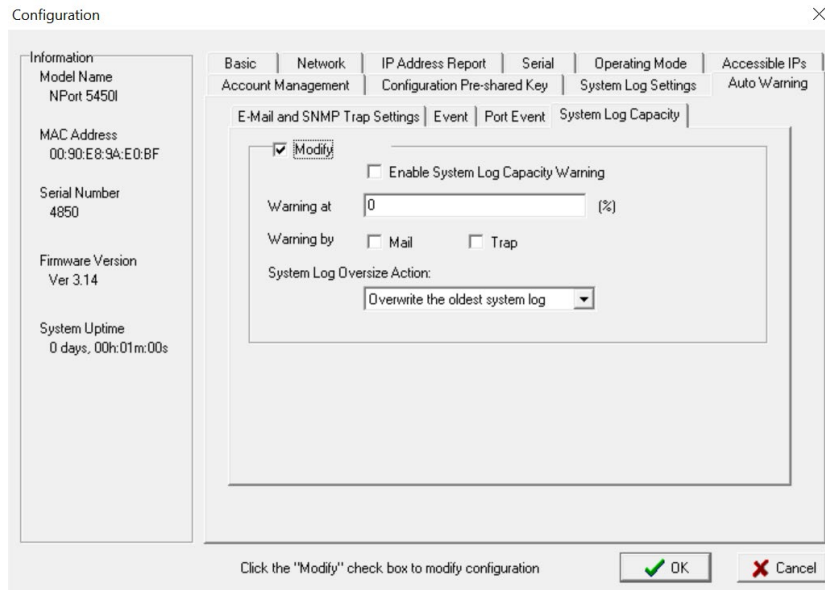 Configuration
Information
Model Name
NPort 5450I
MAC Address
00:90:E8:9A:E0:BF
Serial Number
4850
Firmware Version
Ver 3.14
System Uptime
0 days, 00h:01m:00s
Basic Network IP Address Report Serial Operating Mode Accessible IPs
Account Management Configuration Pre-shared Key System Log Settings Auto Warning
E-Mail and SNMP Trap Settings Event Port Event System Log Capacity
Modify
Enable System Log Capacity Warning
Warning at 0 (%)
Warning by Mail Trap
System Log Oversize Action:
Overwrite the oldest system log
Click the "Modify" check box to modify configuration OK Cancel